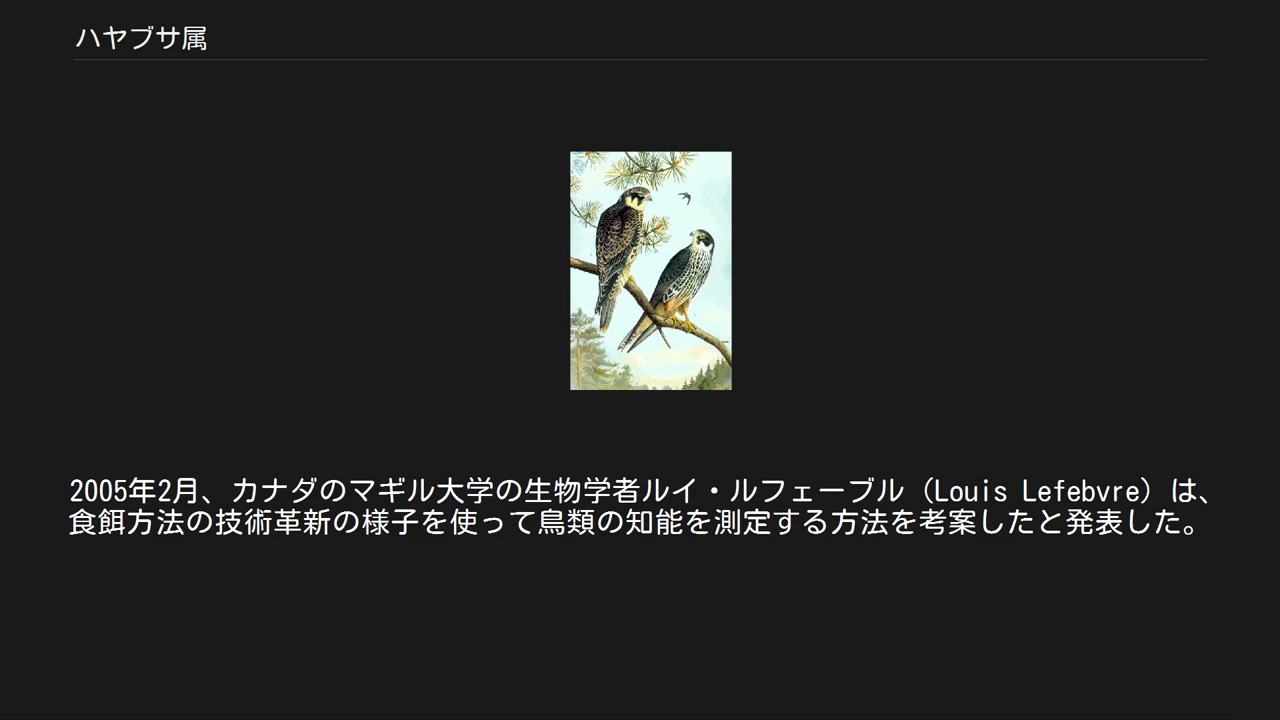 ハヤブサ属
2005年2月、カナダのマギル大学の生物学者ルイ・ルフェーブル（Louis Lefebvre）は、
食餌方法の技術革新の様子を使って鳥類の知能を測定する方法を考案したと発表した。